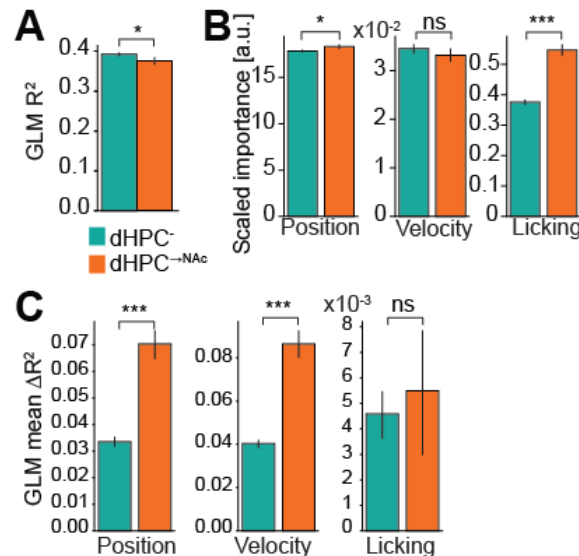 A
*
GLM R²
0.4
0.3
0.2
0.1
0.0
dHPC⁻
dHPC→NAc
B
Scaled importance [a.u.]
*
15
10
5
0
Position
x10⁻²
ns
3
2
1
0
Velocity
***
0.5
0.4
0.3
0.2
0.1
0
Licking
C
GLM mean ΔR²
***
0.07
0.06
0.05
0.04
0.03
0.02
0.01
0.00
Position
***
0.08
0.06
0.04
0.02
0.00
Velocity
x10⁻³
ns
8
7
6
5
4
3
2
1
0
Licking